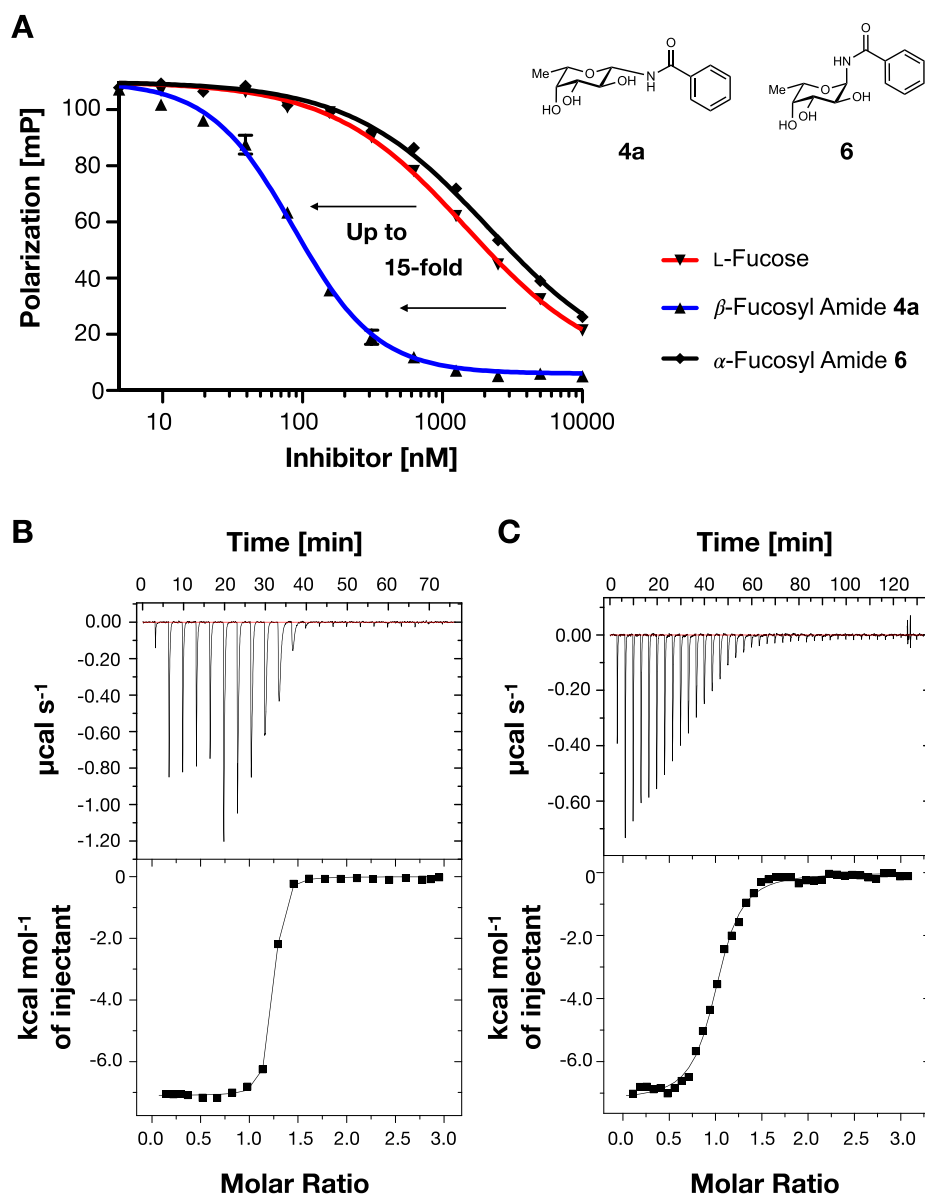 A
Polarization [mP]
100
80
60
40
20
0
10
100
1000
10000
Inhibitor [nM]
Up to
15-fold
Me
O
OH
N
H
O
HO
OH
4a
O
HN
Me
O
OH
HO
OH
6
L-Fucose
β-Fucosyl Amide 4a
α-Fucosyl Amide 6
B
Time [min]
0 10 20 30 40 50 60 70
µcal s-1
0.00
-0.20
-0.40
-0.60
-0.80
-1.00
-1.20
kcal mol-1
of injectant
0
-2.0
-4.0
-6.0
0.0 0.5 1.0 1.5 2.0 2.5 3.0
Molar Ratio
C
Time [min]
0 20 40 60 80 100 120
µcal s-1
0.00
-0.20
-0.40
-0.60
kcal mol-1
of injectant
0
-2.0
-4.0
-6.0
0.0 0.5 1.0 1.5 2.0 2.5 3.0
Molar Ratio